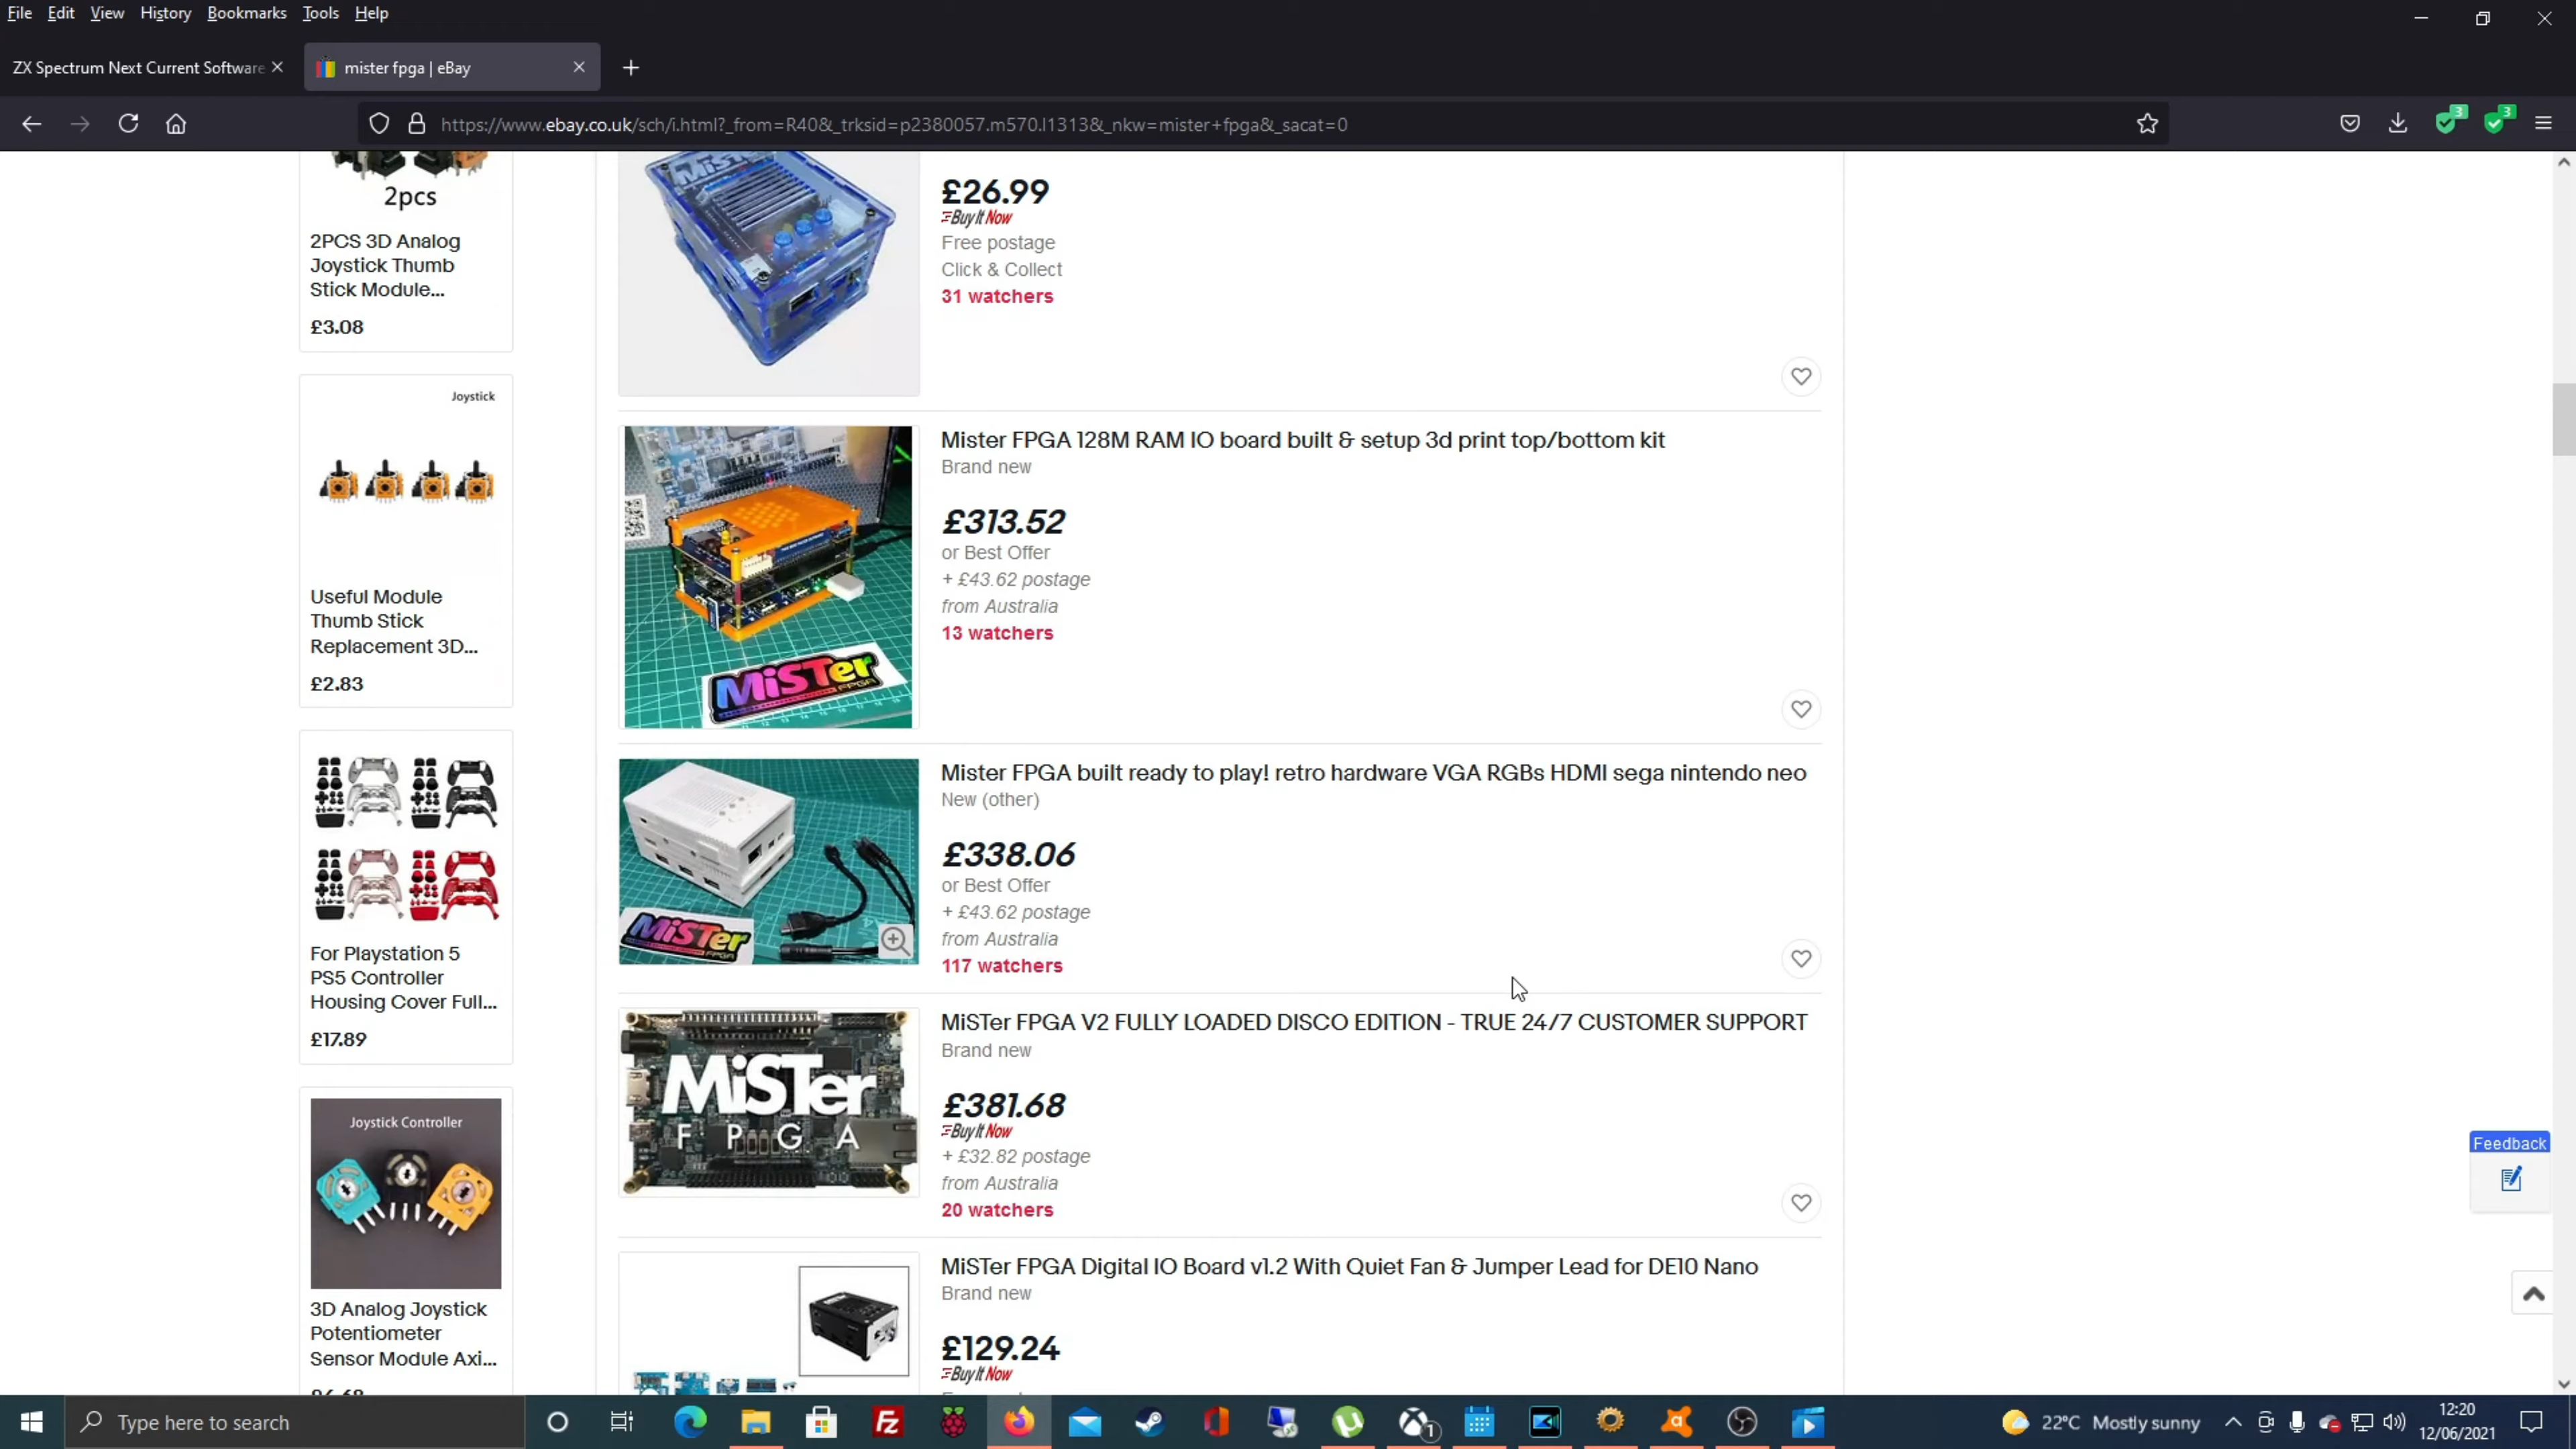 File Edit View History Bookmarks Tools Help
ZX Spectrum Next Current Software
mister fpga | eBay
https://www.ebay.co.uk/sch/i.html?_from=R40&_trksid=p2380057.m570.l1313&_nkw=mister+fpga&_sacat=0
3
3
2pcs
2PCS 3D Analog
Joystick Thumb
Stick Module...
£3.08
Joystick
Useful Module
Thumb Stick
Replacement 3D...
£2.83
For Playstation 5
PS5 Controller
Housing Cover Full...
£17.89
Joystick Controller
3D Analog Joystick
Potentiometer
Sensor Module Axi...
MiSTer
£26.99
Buy It Now
Free postage
Click & Collect
31 watchers
Mister FPGA 128M RAM IO board built & setup 3d print top/bottom kit
Brand new
£313.52
or Best Offer
+ £43.62 postage
from Australia
13 watchers
MiSTer
FPGA
Mister FPGA built ready to play! retro hardware VGA RGBs HDMI sega nintendo neo
New (other)
£338.06
or Best Offer
+ £43.62 postage
from Australia
117 watchers
MiSTer
FPGA
MiSTer FPGA V2 FULLY LOADED DISCO EDITION - TRUE 24/7 CUSTOMER SUPPORT
Brand new
£381.68
Buy It Now
+ £32.82 postage
from Australia
20 watchers
MiSTer
FPGA
MiSTer FPGA Digital IO Board v1.2 With Quiet Fan & Jumper Lead for DE10 Nano
Brand new
£129.24
Buy It Now
Feedback
Type here to search
Fz
1
22°C Mostly sunny
12:20
12/06/2021